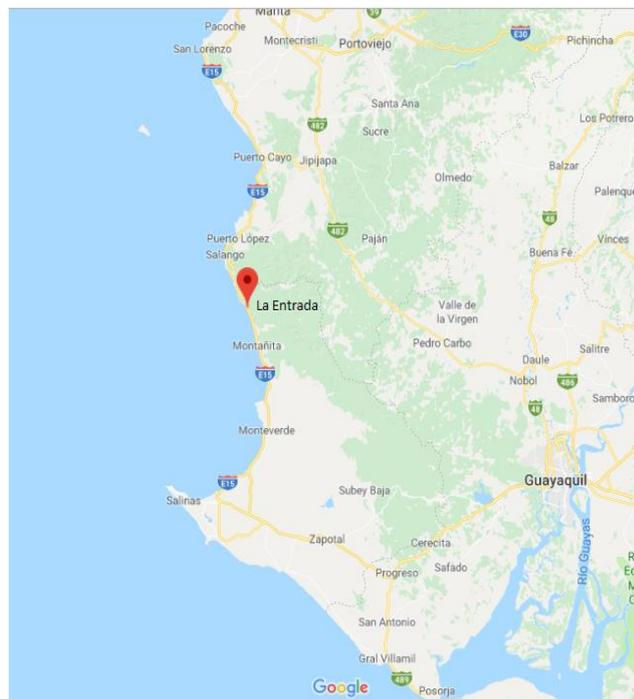 Manta
Pacoche
Montecristi
Portoviejo
E30
Pichincha
San Lorenzo
E15
Santa Ana
Los Potrero
482
Sucre
Puerto Cayo
Jipijapa
Balzar
Olmedo
E15
Palenque
48
482
Puerto López
Paján
Vinces
Salango
Buena Fé
La Entrada
Valle de
la Virgen
Montañita
Pedro Carbo
Salitre
Daule
E15
Nobol
486
Samboro
48
Monteverde
Guayaquil
E15
Subey Baja
Salinas
Zapotal
Cerecita
Río Guayas
Progreso
Safado
San Antonio
Gral Villamil
489
Google
Posorja